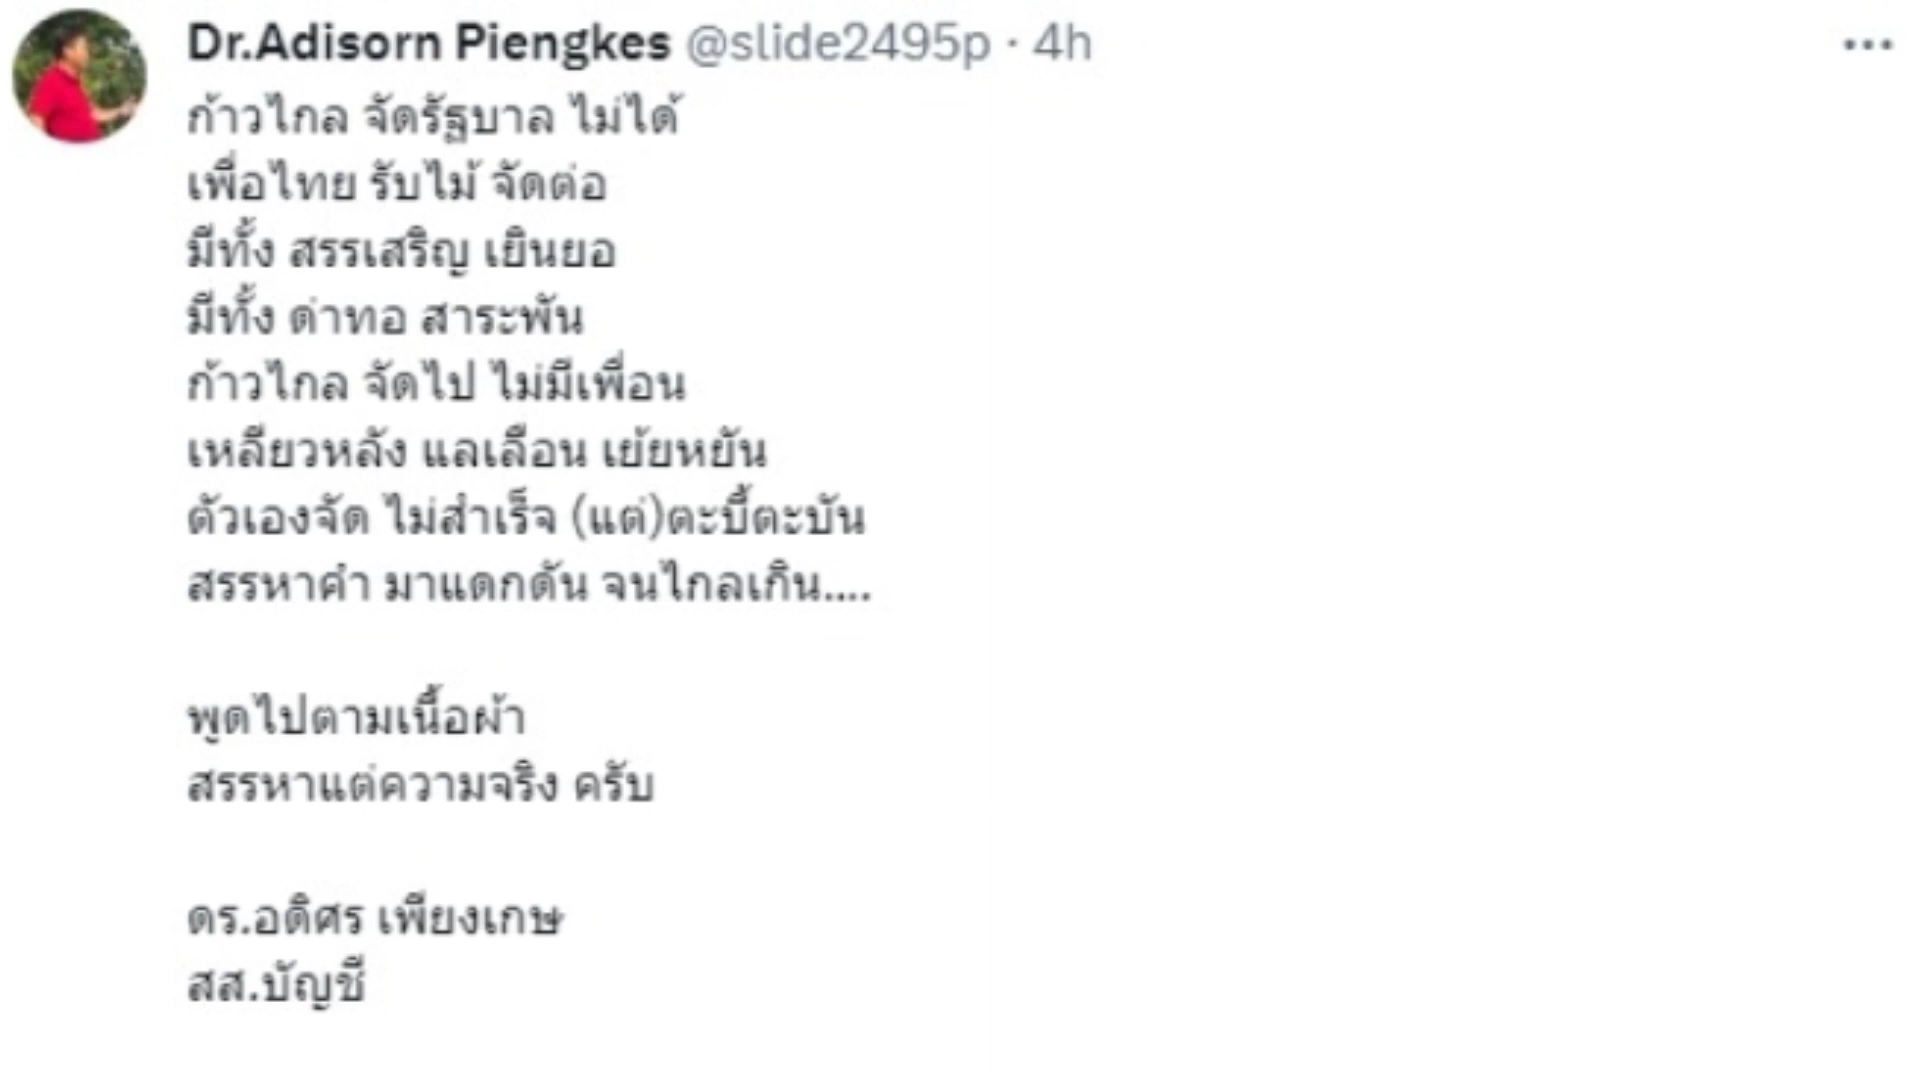 Dr.Adisorn Piengkes @slide2495p · 4h
ก้าวไกล จัดรัฐบาล ไม่ได้
เพื่อไทย รับไม้ จัดต่อ
มีทั้ง สรรเสริญ เยินยอ
มีทั้ง ด่าทอ สาระพัน
ก้าวไกล จัดไป ไม่มีเพื่อน
เหลียวหลัง แลเลือน เย้ยหยัน
ตัวเองจัด ไม่สำเร็จ (แต่)ตะบี้ตะบัน
สรรหาคำ มาแดกดัน จนไกลเกิน....
พูดไปตามเนื้อผ้า
สรรหาแต่ความจริง ครับ
ดร.อดิศร เพียงเกษ
สส.บัญชี